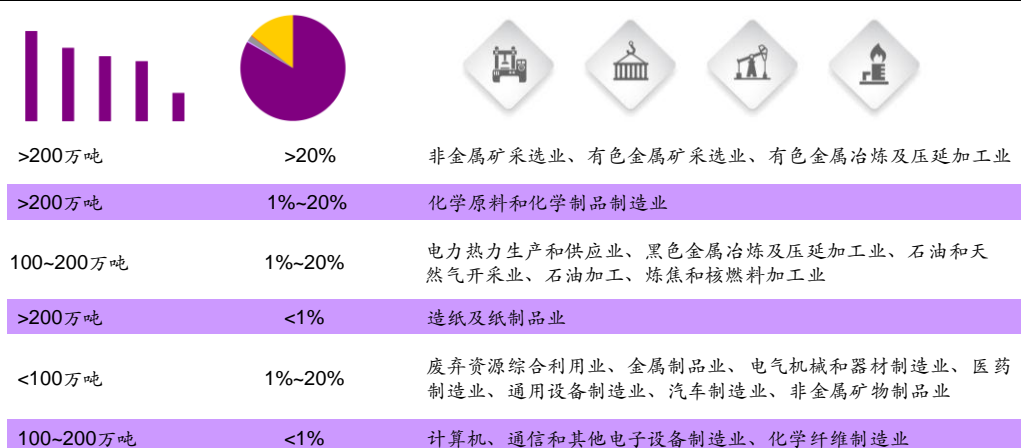 >200万吨 >20% 非金属矿采选业、有色金属矿采选业、有色金属冶炼及压延加工业
>200万吨 1%~20% 化学原料和化学制品制造业
100~200万吨 1%~20% 电力热力生产和供应业、黑色金属冶炼及压延加工业、石油和天
然气开采业、石油加工、炼焦和核燃料加工业
>200万吨 <1% 造纸及纸制品业
<100万吨 1%~20% 废弃资源综合利用业、金属制品业、电气机械和器材制造业、医药
制造业、通用设备制造业、汽车制造业、非金属矿物制品业
100~200万吨 <1% 计算机、通信和其他电子设备制造业、化学纤维制造业